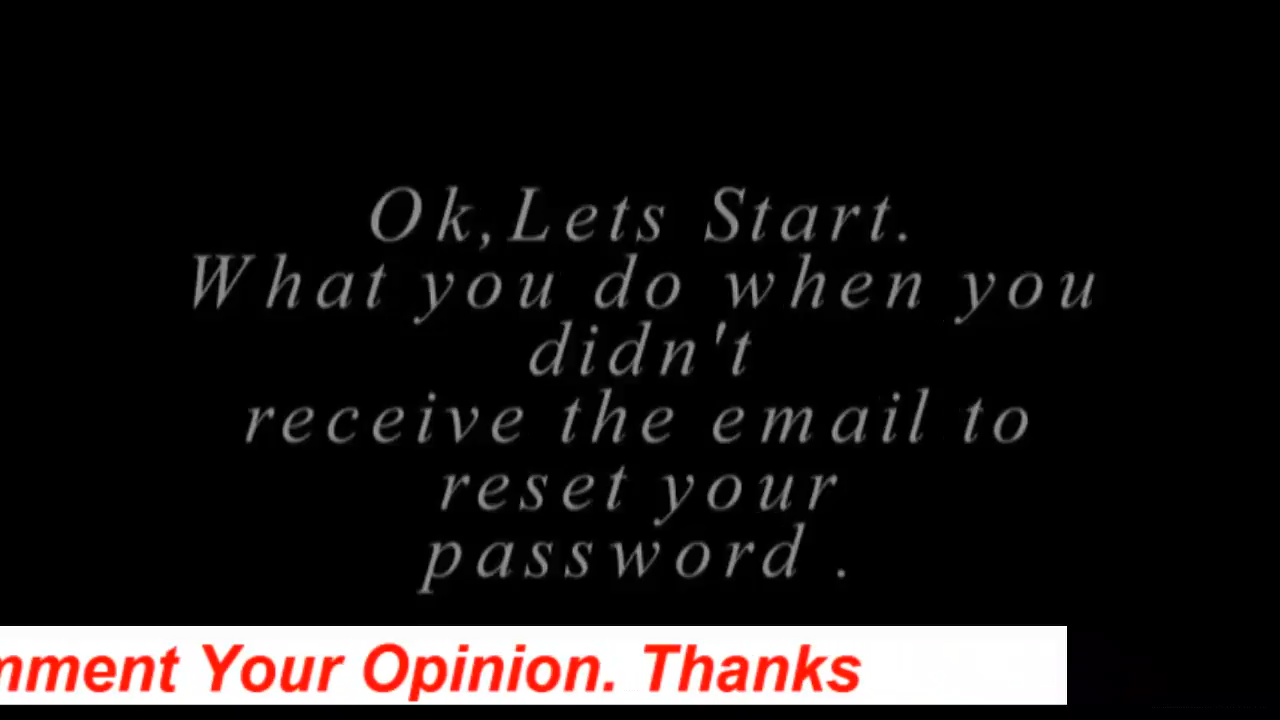 Ok,Lets Start.
What you do when you
didn't
receive the email to
reset your
password .
mment Your Opinion. Thanks